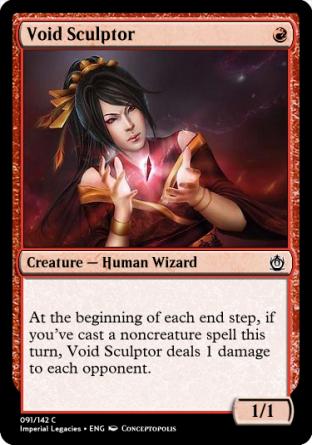 Void Sculptor
Creature — Human Wizard
At the beginning of each end step, if
you've cast a noncreature spell this
turn, Void Sculptor deals 1 damage
to each opponent.
1/1
091/142 C
Imperial Legacies • ENG Conceptopolis